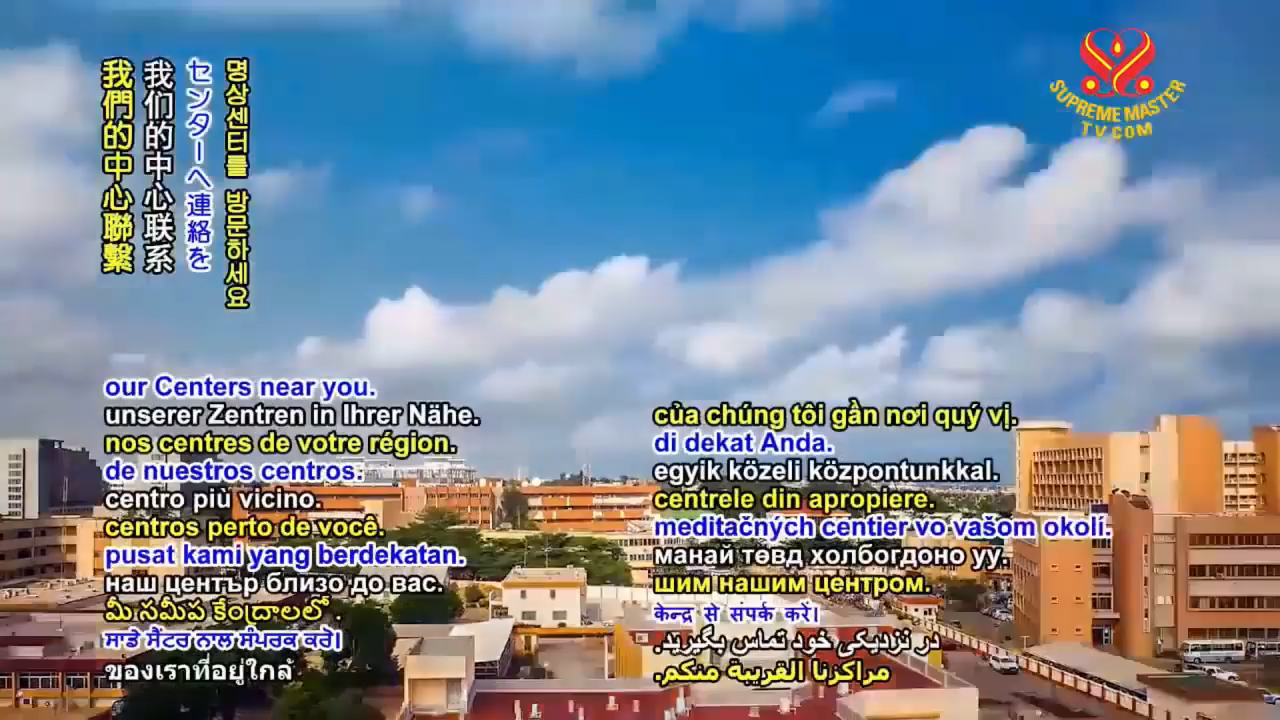 我們的中心聯繫
我们的中心联系
センターへ連絡を
명상센터를 방문하세요
SUPREME MASTER
TV.COM
our Centers near you.
unserer Zentren in Ihrer Nähe.
nos centres de votre région.
de nuestros centros.
centro più vicino.
centros perto de você.
pusat kami yang berdekatan.
наш център близо до вас.
మీ సమీప కేంద్రాలలో .
ਸਾਡੇ ਸੈਂਟਰ ਨਾਲ ਸੰਪਰਕ ਕਰੋ।
ของเราที่อยู่ใกล้
của chúng tôi gần nơi quý vị.
di dekat Anda.
egyik közeli központunkkal.
centrele din apropiere.
meditačných centier vo vašom okolí.
манай төвд холбогдоно уу.
шим нашим центром.
केन्द्र से संपर्क करें।
در نزدیکی خود تماس بگیرید.
مراكزنا القريبة منكم.